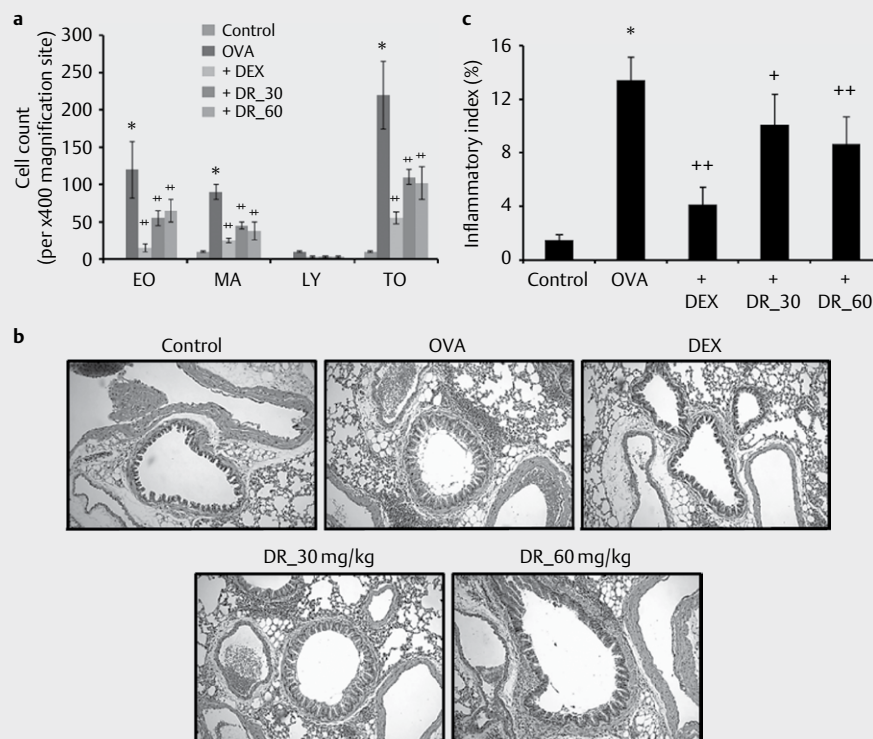 a
Control
OVA
+ DEX
+ DR_30
+ DR_60
Cell count
(per x400 magnification site)
300
250
200
150
100
50
0
*
++
++
++
*
++
++
++
*
++
++
++
EO
MA
LY
TO
c
Inflammatory index (%)
16
12
8
4
0
*
++
+
++
Control
OVA
+
DEX
+
DR_30
+
DR_60
b
Control
OVA
DEX
DR_30 mg/kg
DR_60 mg/kg